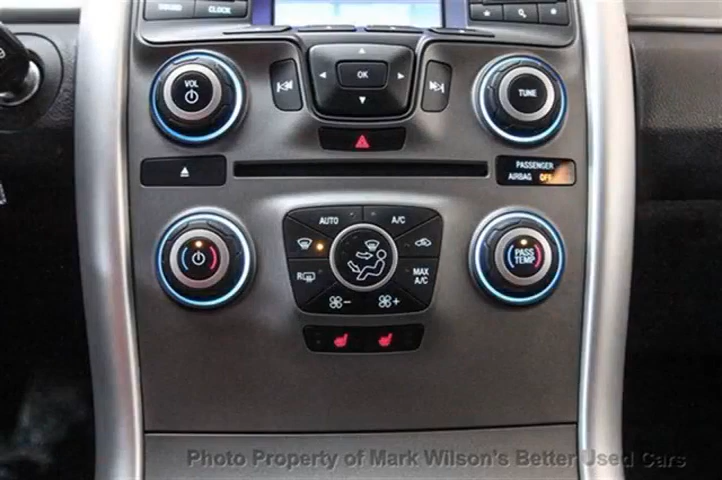 SOUND
CLOCK
VOL
OK
TUNE
PASSENGER
AIRBAG OFF
AUTO
A/C
R
MAX
A/C
PASS
TEMP
-
+
Photo Property of Mark Wilson's Better Used Cars